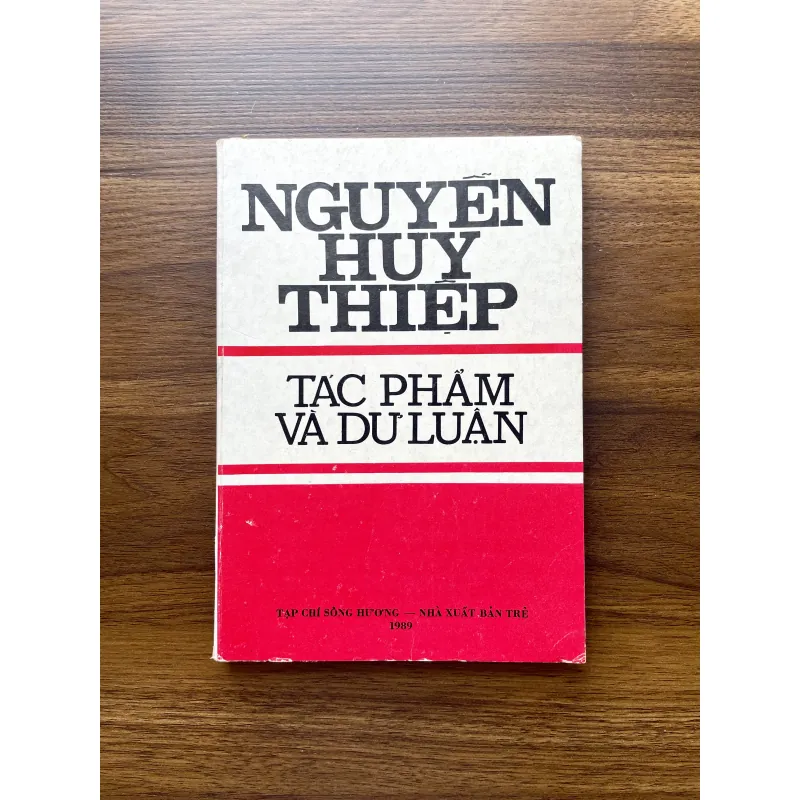 NGUYỄN
HUY
THIỆP
TÁC PHẨM
VÀ DƯ LUẬN
TẠP CHÍ SÔNG HƯƠNG — NHÀ XUẤT BẢN TRẺ
1989